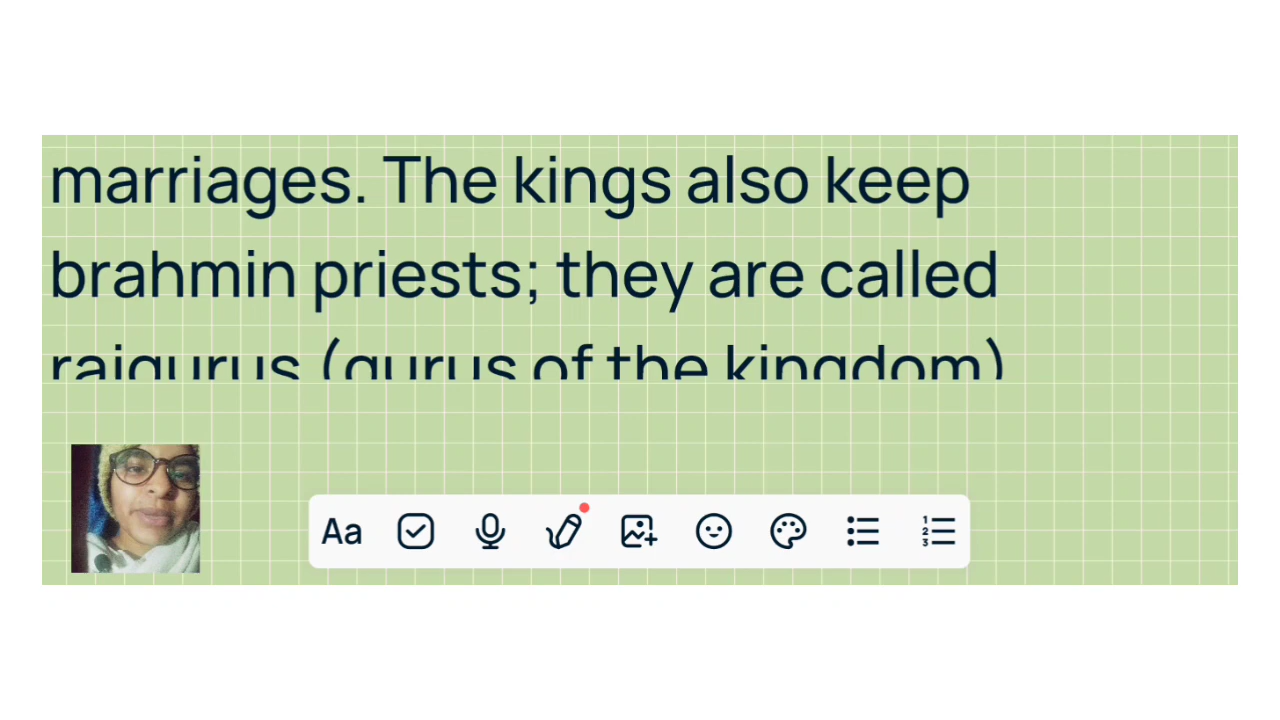 marriages. The kings also keep
brahmin priests; they are called
rajgurus (gurus of the kingdom)
Aa